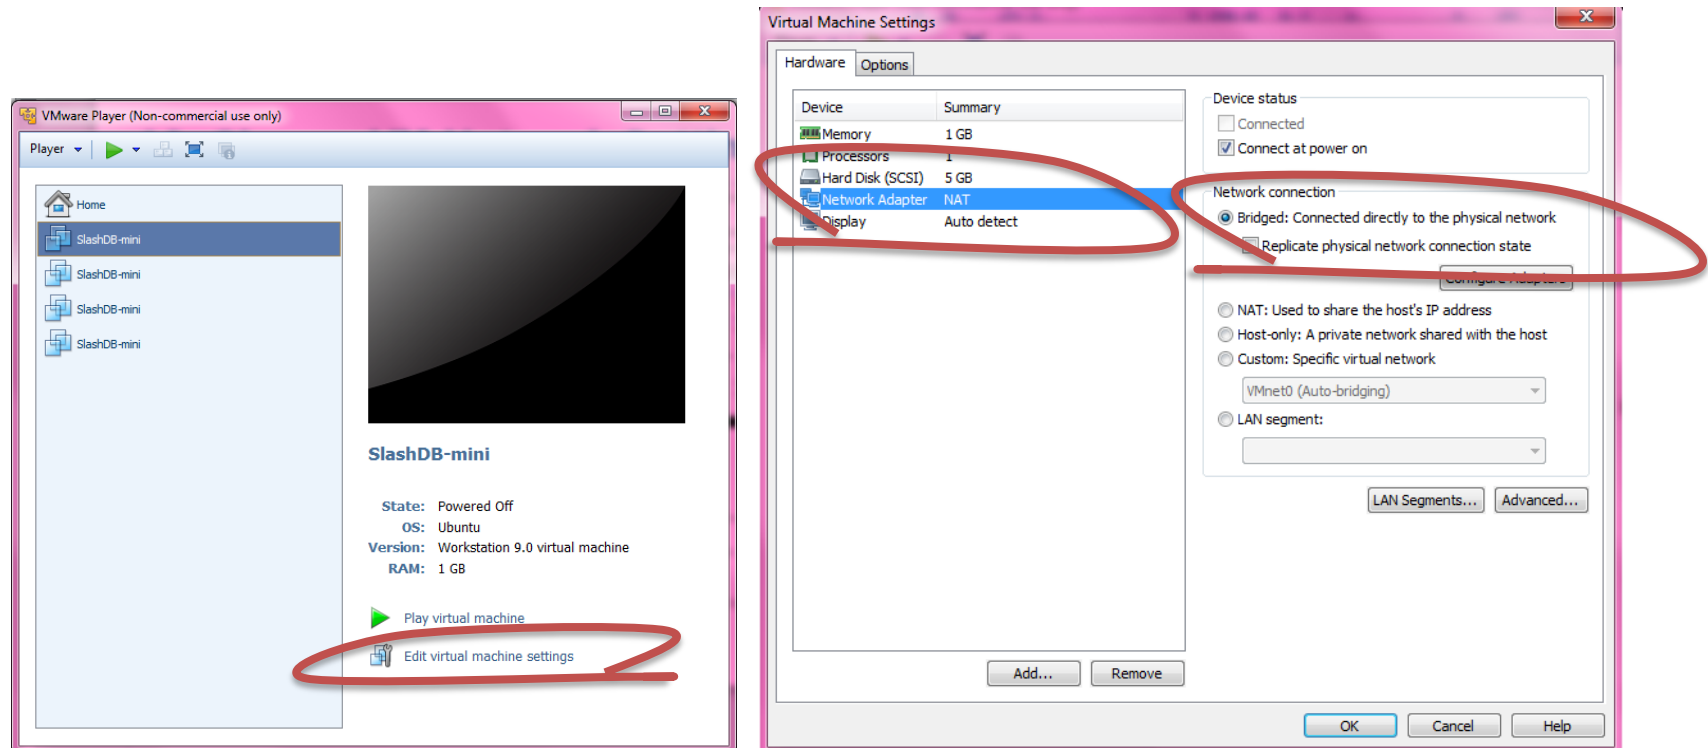 VMware Player (Non-commercial use only)
Player
Home
SlashDB-mini
SlashDB-mini
SlashDB-mini
SlashDB-mini
SlashDB-mini
State: Powered Off
OS: Ubuntu
Version: Workstation 9.0 virtual machine
RAM: 1 GB
Play virtual machine
Edit virtual machine settings
Virtual Machine Settings
Hardware
Options
Device Summary
Memory 1 GB
Processors 1
Hard Disk (SCSI) 5 GB
Network Adapter NAT
Display Auto detect
Add...
Remove
Device status
Connected
Connect at power on
Network connection
Bridged: Connected directly to the physical network
Replicate physical network connection state
Configure Adapters
NAT: Used to share the host's IP address
Host-only: A private network shared with the host
Custom: Specific virtual network
VMnet0 (Auto-bridging)
LAN segment:
LAN Segments...
Advanced...
OK
Cancel
Help